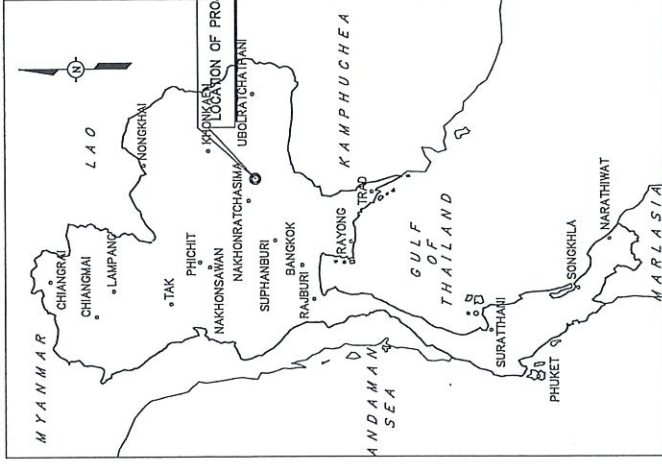 N
MYANMAR
LAO
CHIANGRAI
CHIANGMAI
LAMPANG
NONGKHAI
TAK
PHICHIT
KHONKAEN
LOCATION OF PRO
NAKHONSAWAN
NAKHONRATCHASIMA
UBOLRATCHATHANI
SUPHANBURI
BANGKOK
RAJBURI
KAMPHUCHEA
RAYONG
TRAD
GULF
OF
THAILAND
ANDAMAN
SEA
SURATTHANI
PHUKET
SONGKHLA
NARATHIWAT
MARLASIA